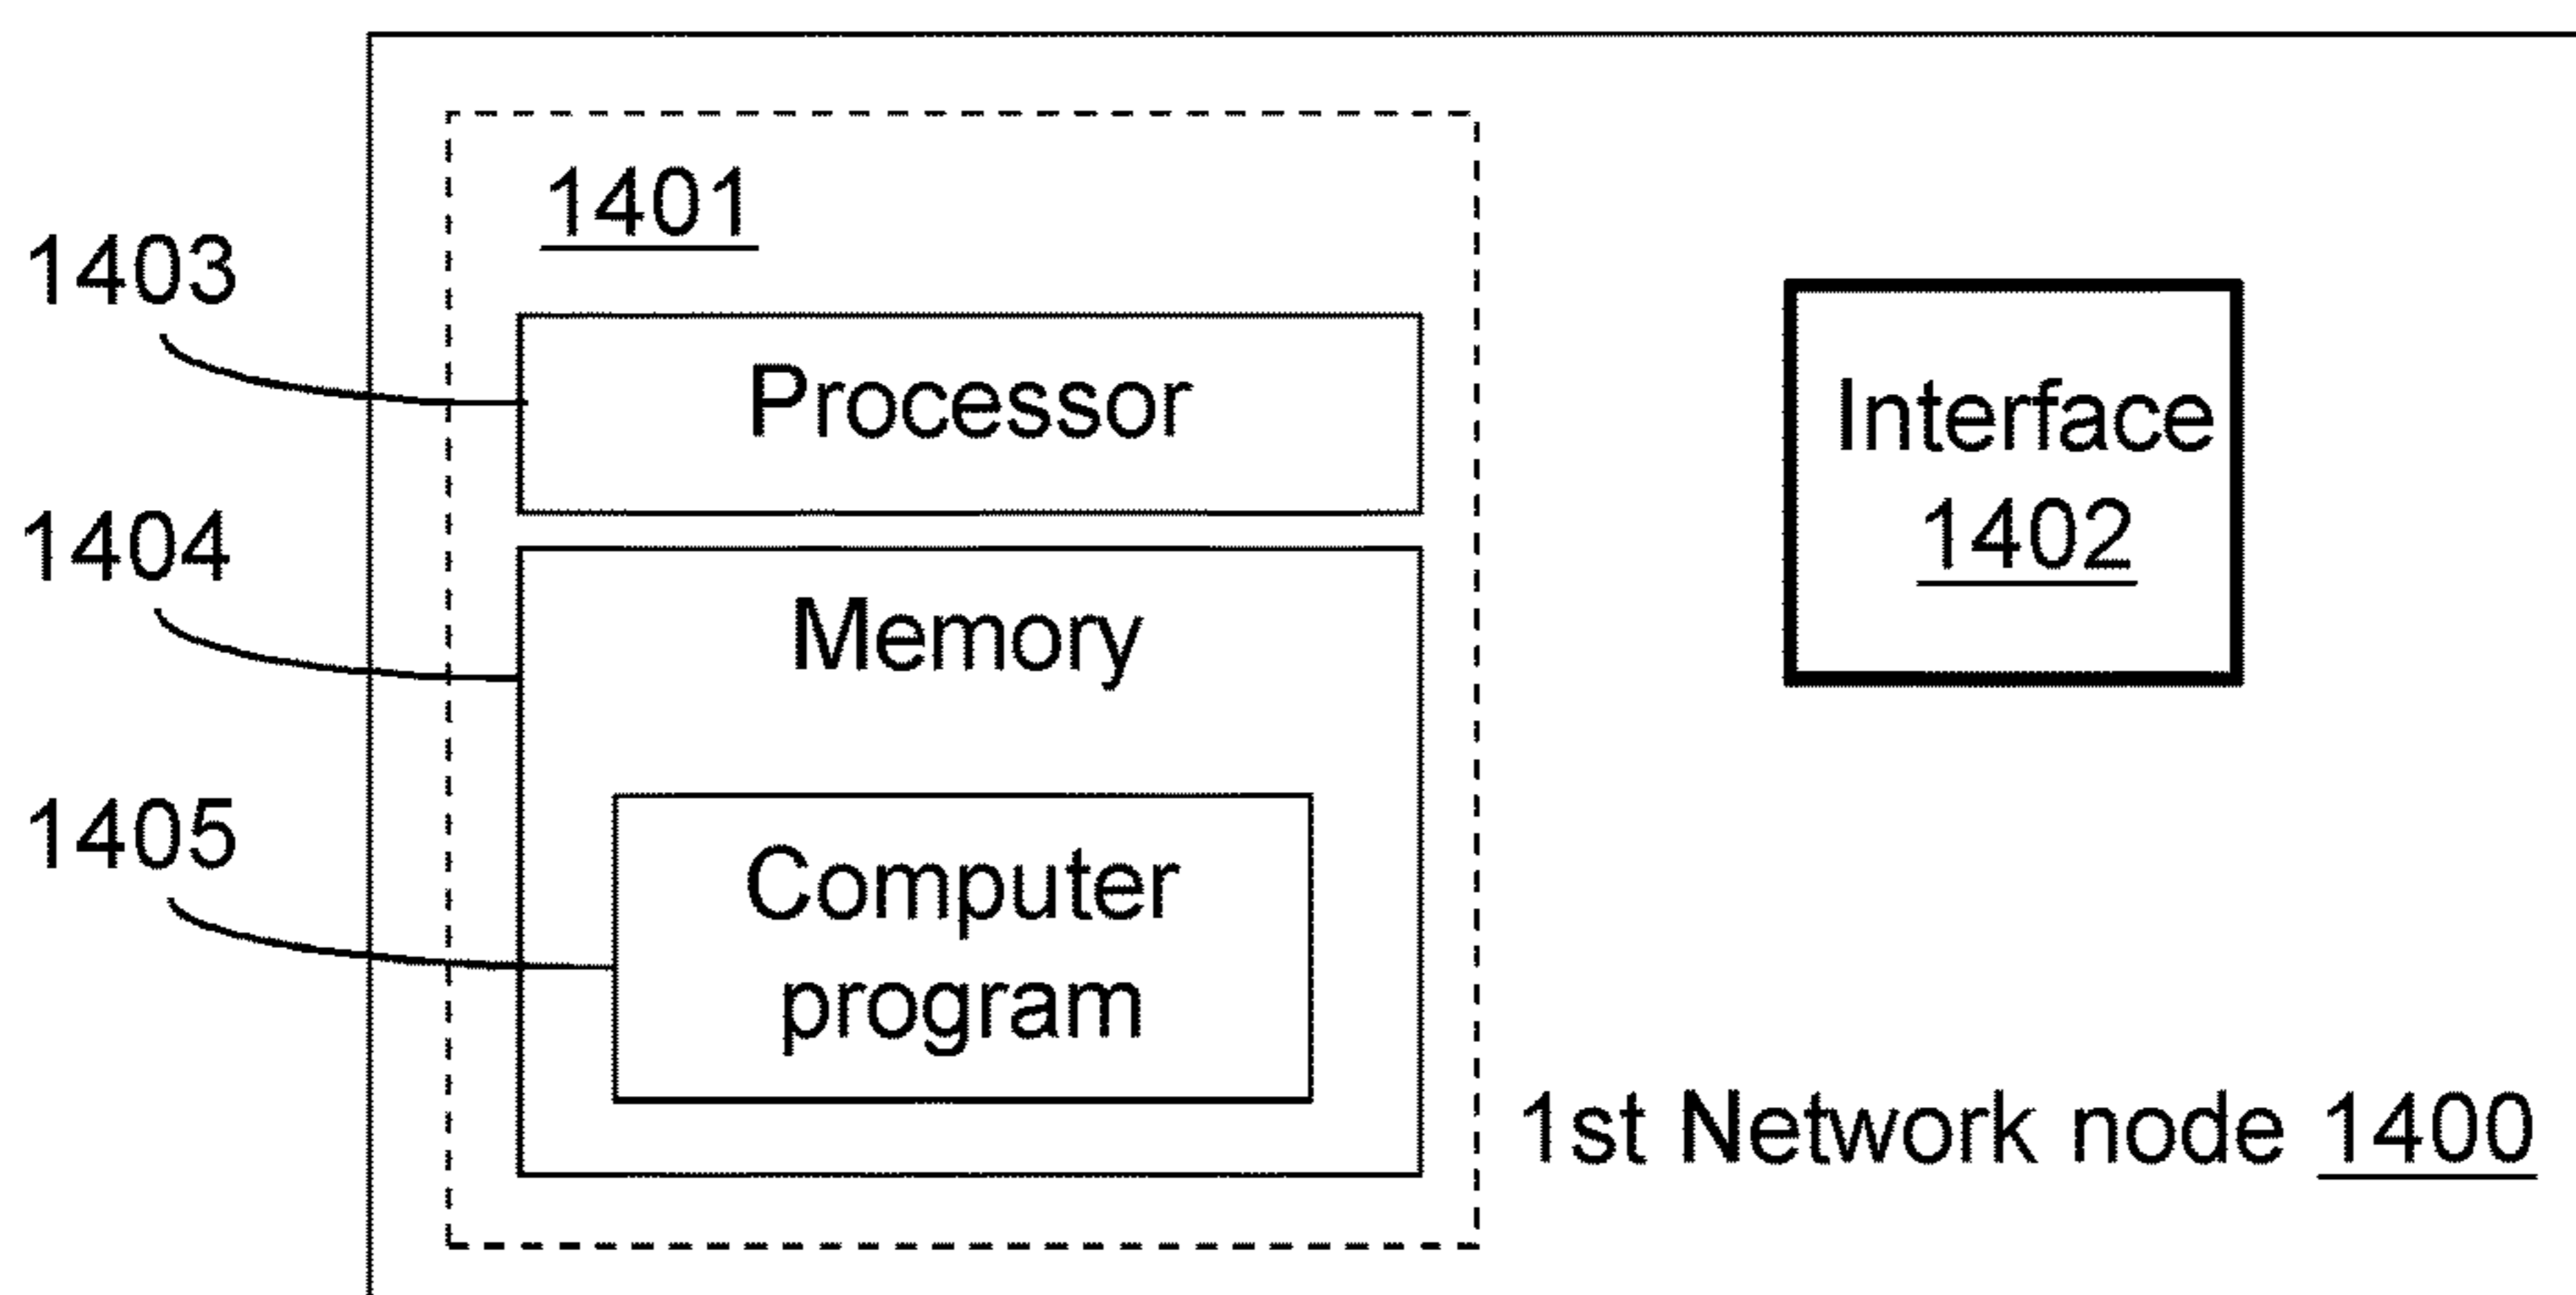 1401
1403
Processor
Interface
1402
1404
Memory
1405
Computer
program
1st Network node 1400